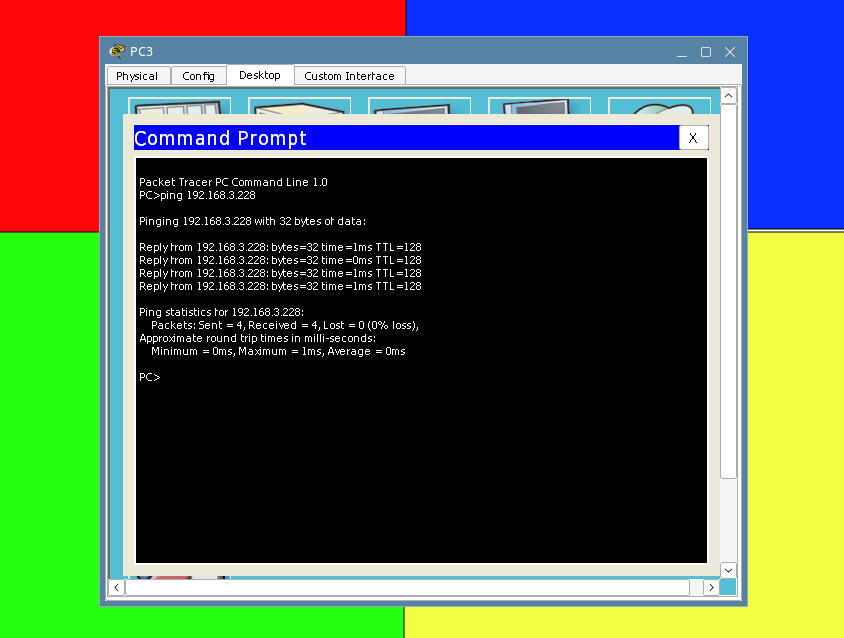 PC3
Physical Config Desktop Custom Interface
Command Prompt X
Packet Tracer PC Command Line 1.0
PC>ping 192.168.3.228
Pinging 192.168.3.228 with 32 bytes of data:
Reply from 192.168.3.228: bytes=32 time=1ms TTL=128
Reply from 192.168.3.228: bytes=32 time=0ms TTL=128
Reply from 192.168.3.228: bytes=32 time=1ms TTL=128
Reply from 192.168.3.228: bytes=32 time=1ms TTL=128
Ping statistics for 192.168.3.228:
Packets: Sent = 4, Received = 4, Lost = 0 (0% loss),
Approximate round trip times in milli-seconds:
Minimum = 0ms, Maximum = 1ms, Average = 0ms
PC>